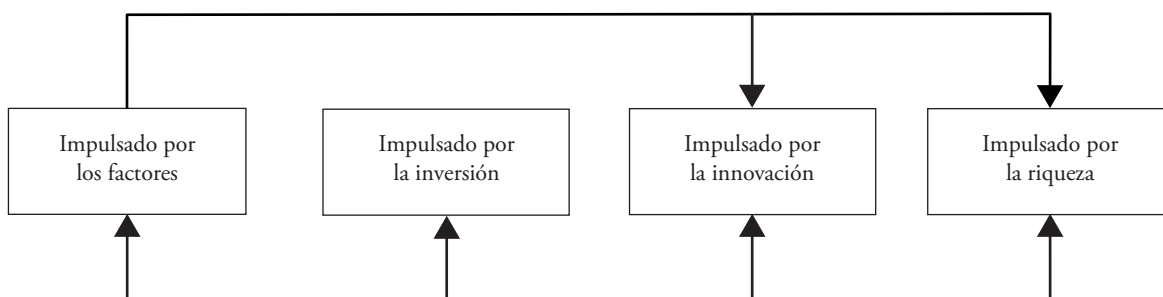 Impulsado por
los factores
Impulsado por
la inversión
Impulsado por
la innovación
Impulsado por
la riqueza